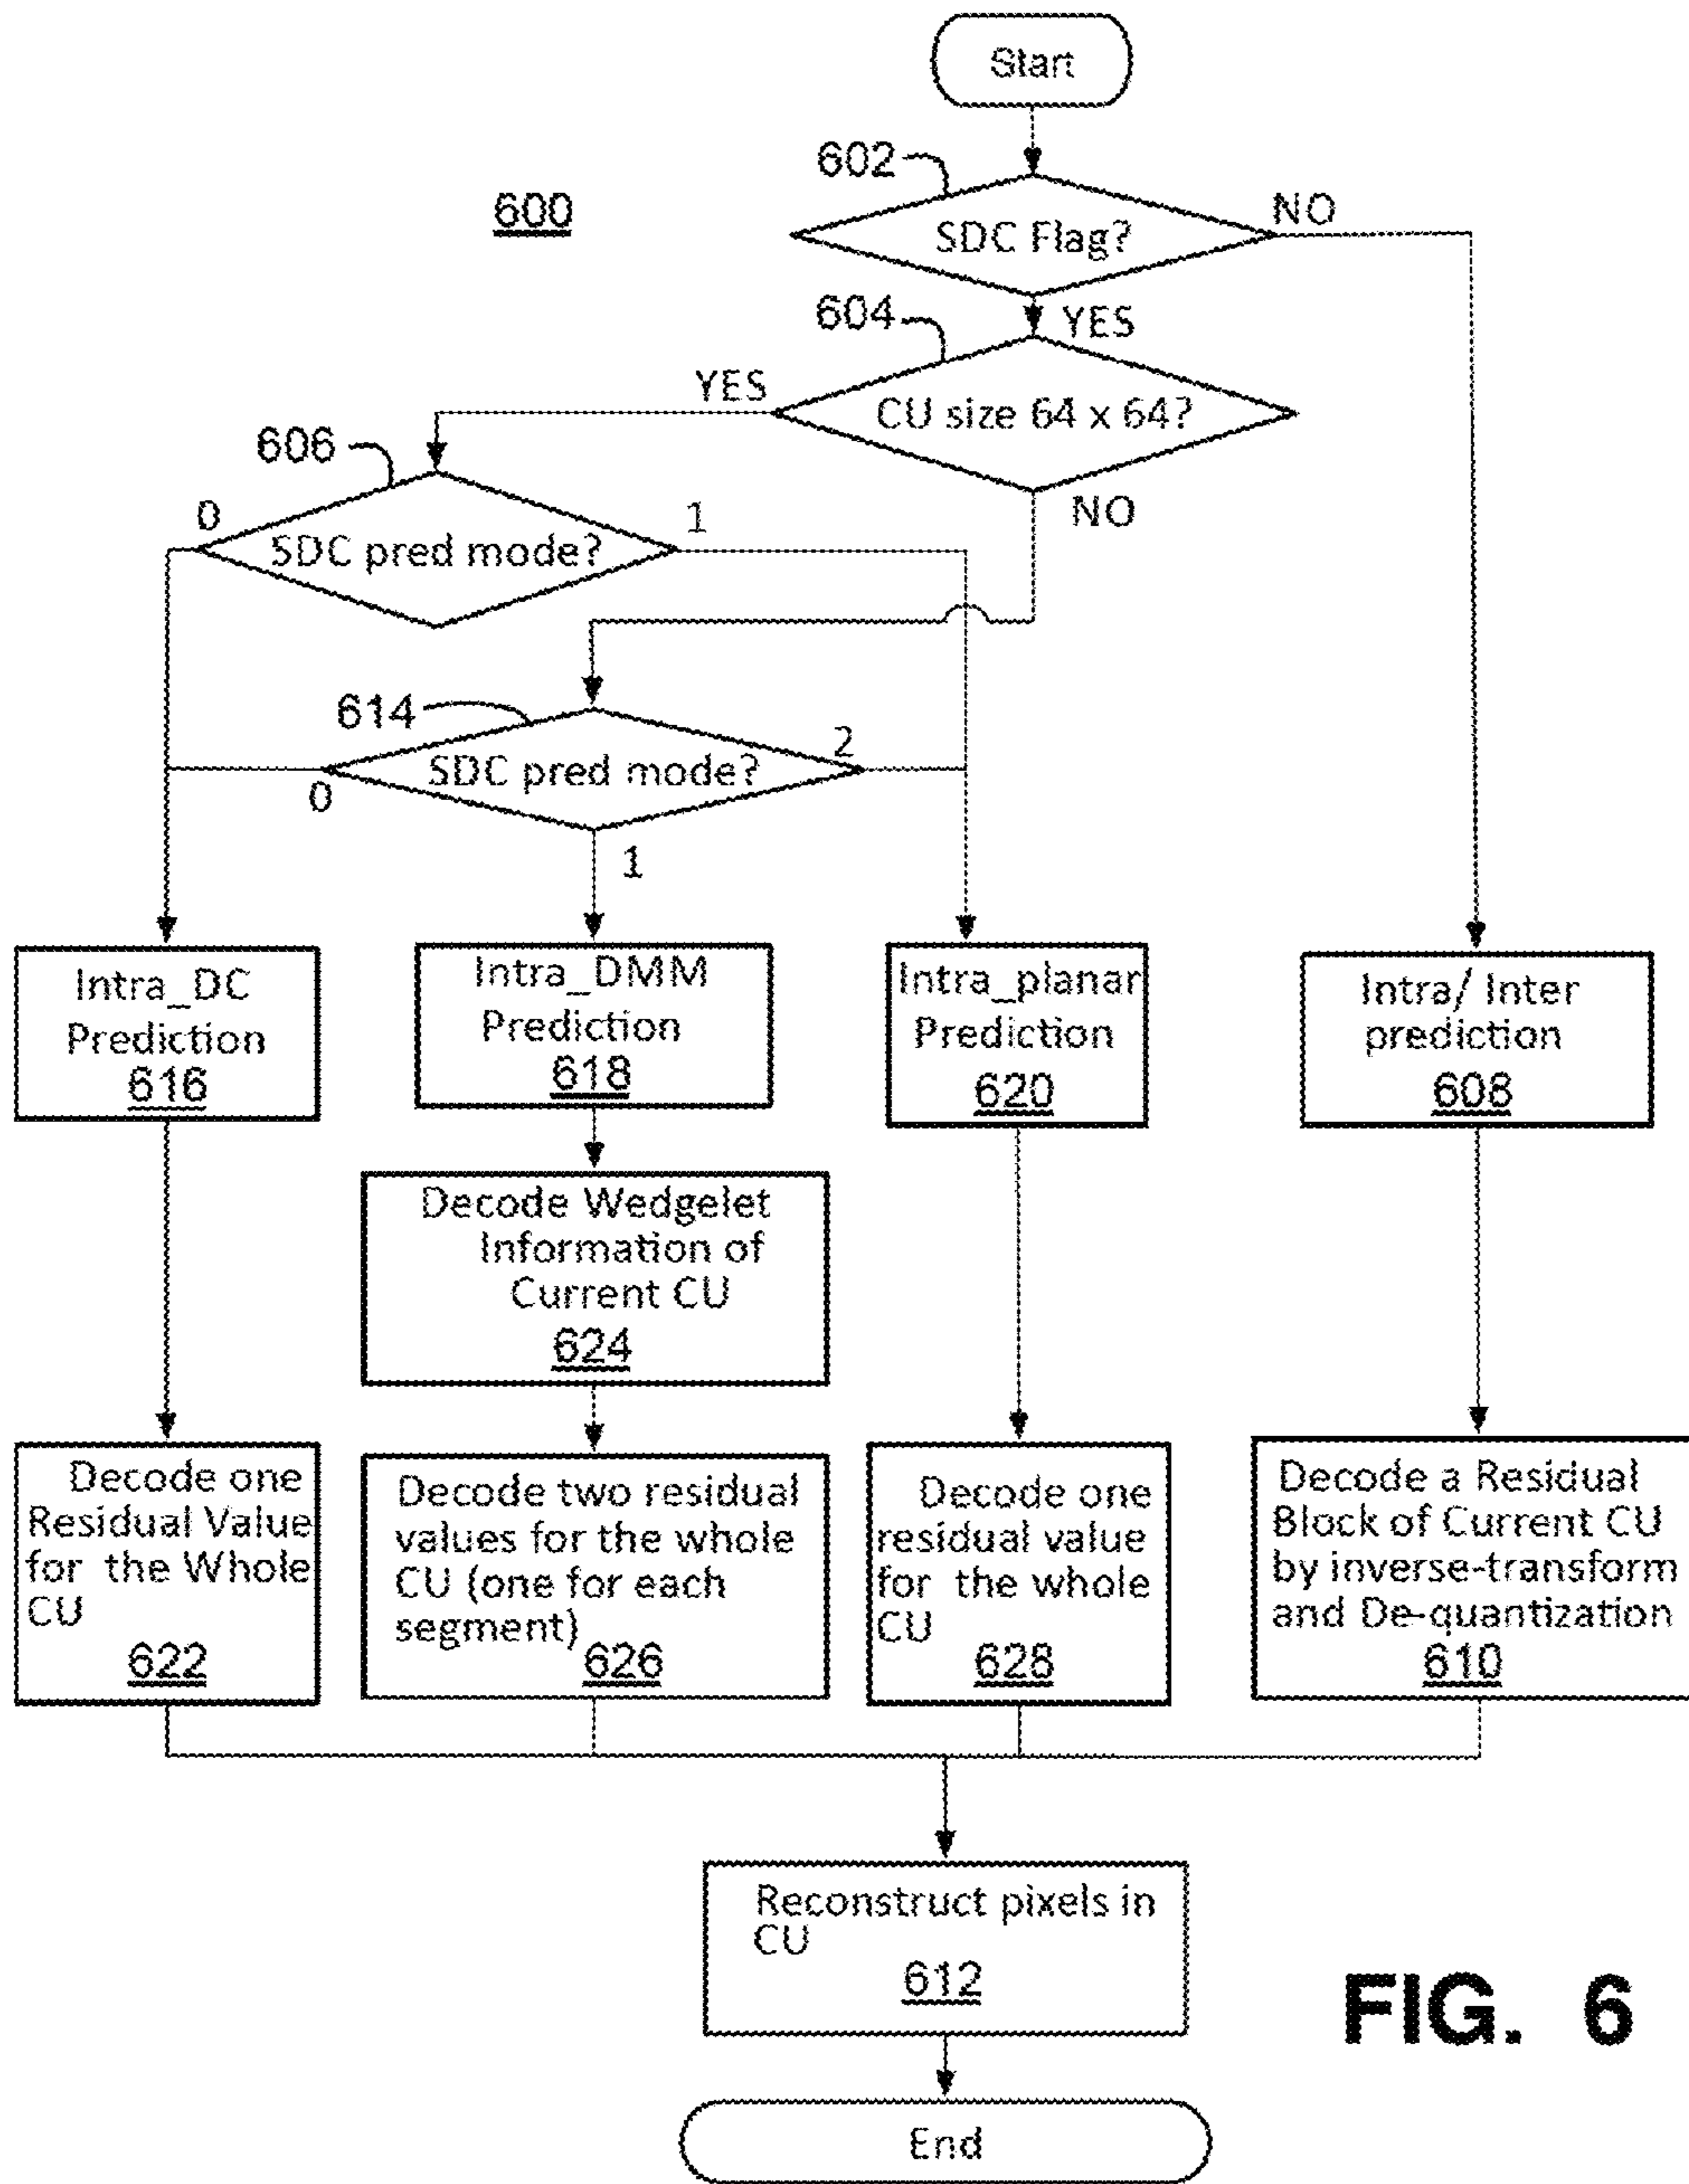 Start
602
600
SDC Flag?
NO
604
YES
YES
CU size 64 x 64?
606
NO
0
1
SDC pred mode?
614
2
SDC pred mode?
0
1
Intra_DC
Prediction
616
Intra_DMM
Prediction
618
Intra_planar
Prediction
620
Intra/ Inter
prediction
608
Decode Wedgelet
Information of
Current CU
624
Decode one
Residual Value
for the Whole
CU
622
Decode two residual
values for the whole
CU (one for each
segment)
626
Decode one
residual value
for the whole
CU
628
Decode a Residual
Block of Current CU
by inverse-transform
and De-quantization
610
Reconstruct pixels in
CU
612
FIG. 6
End